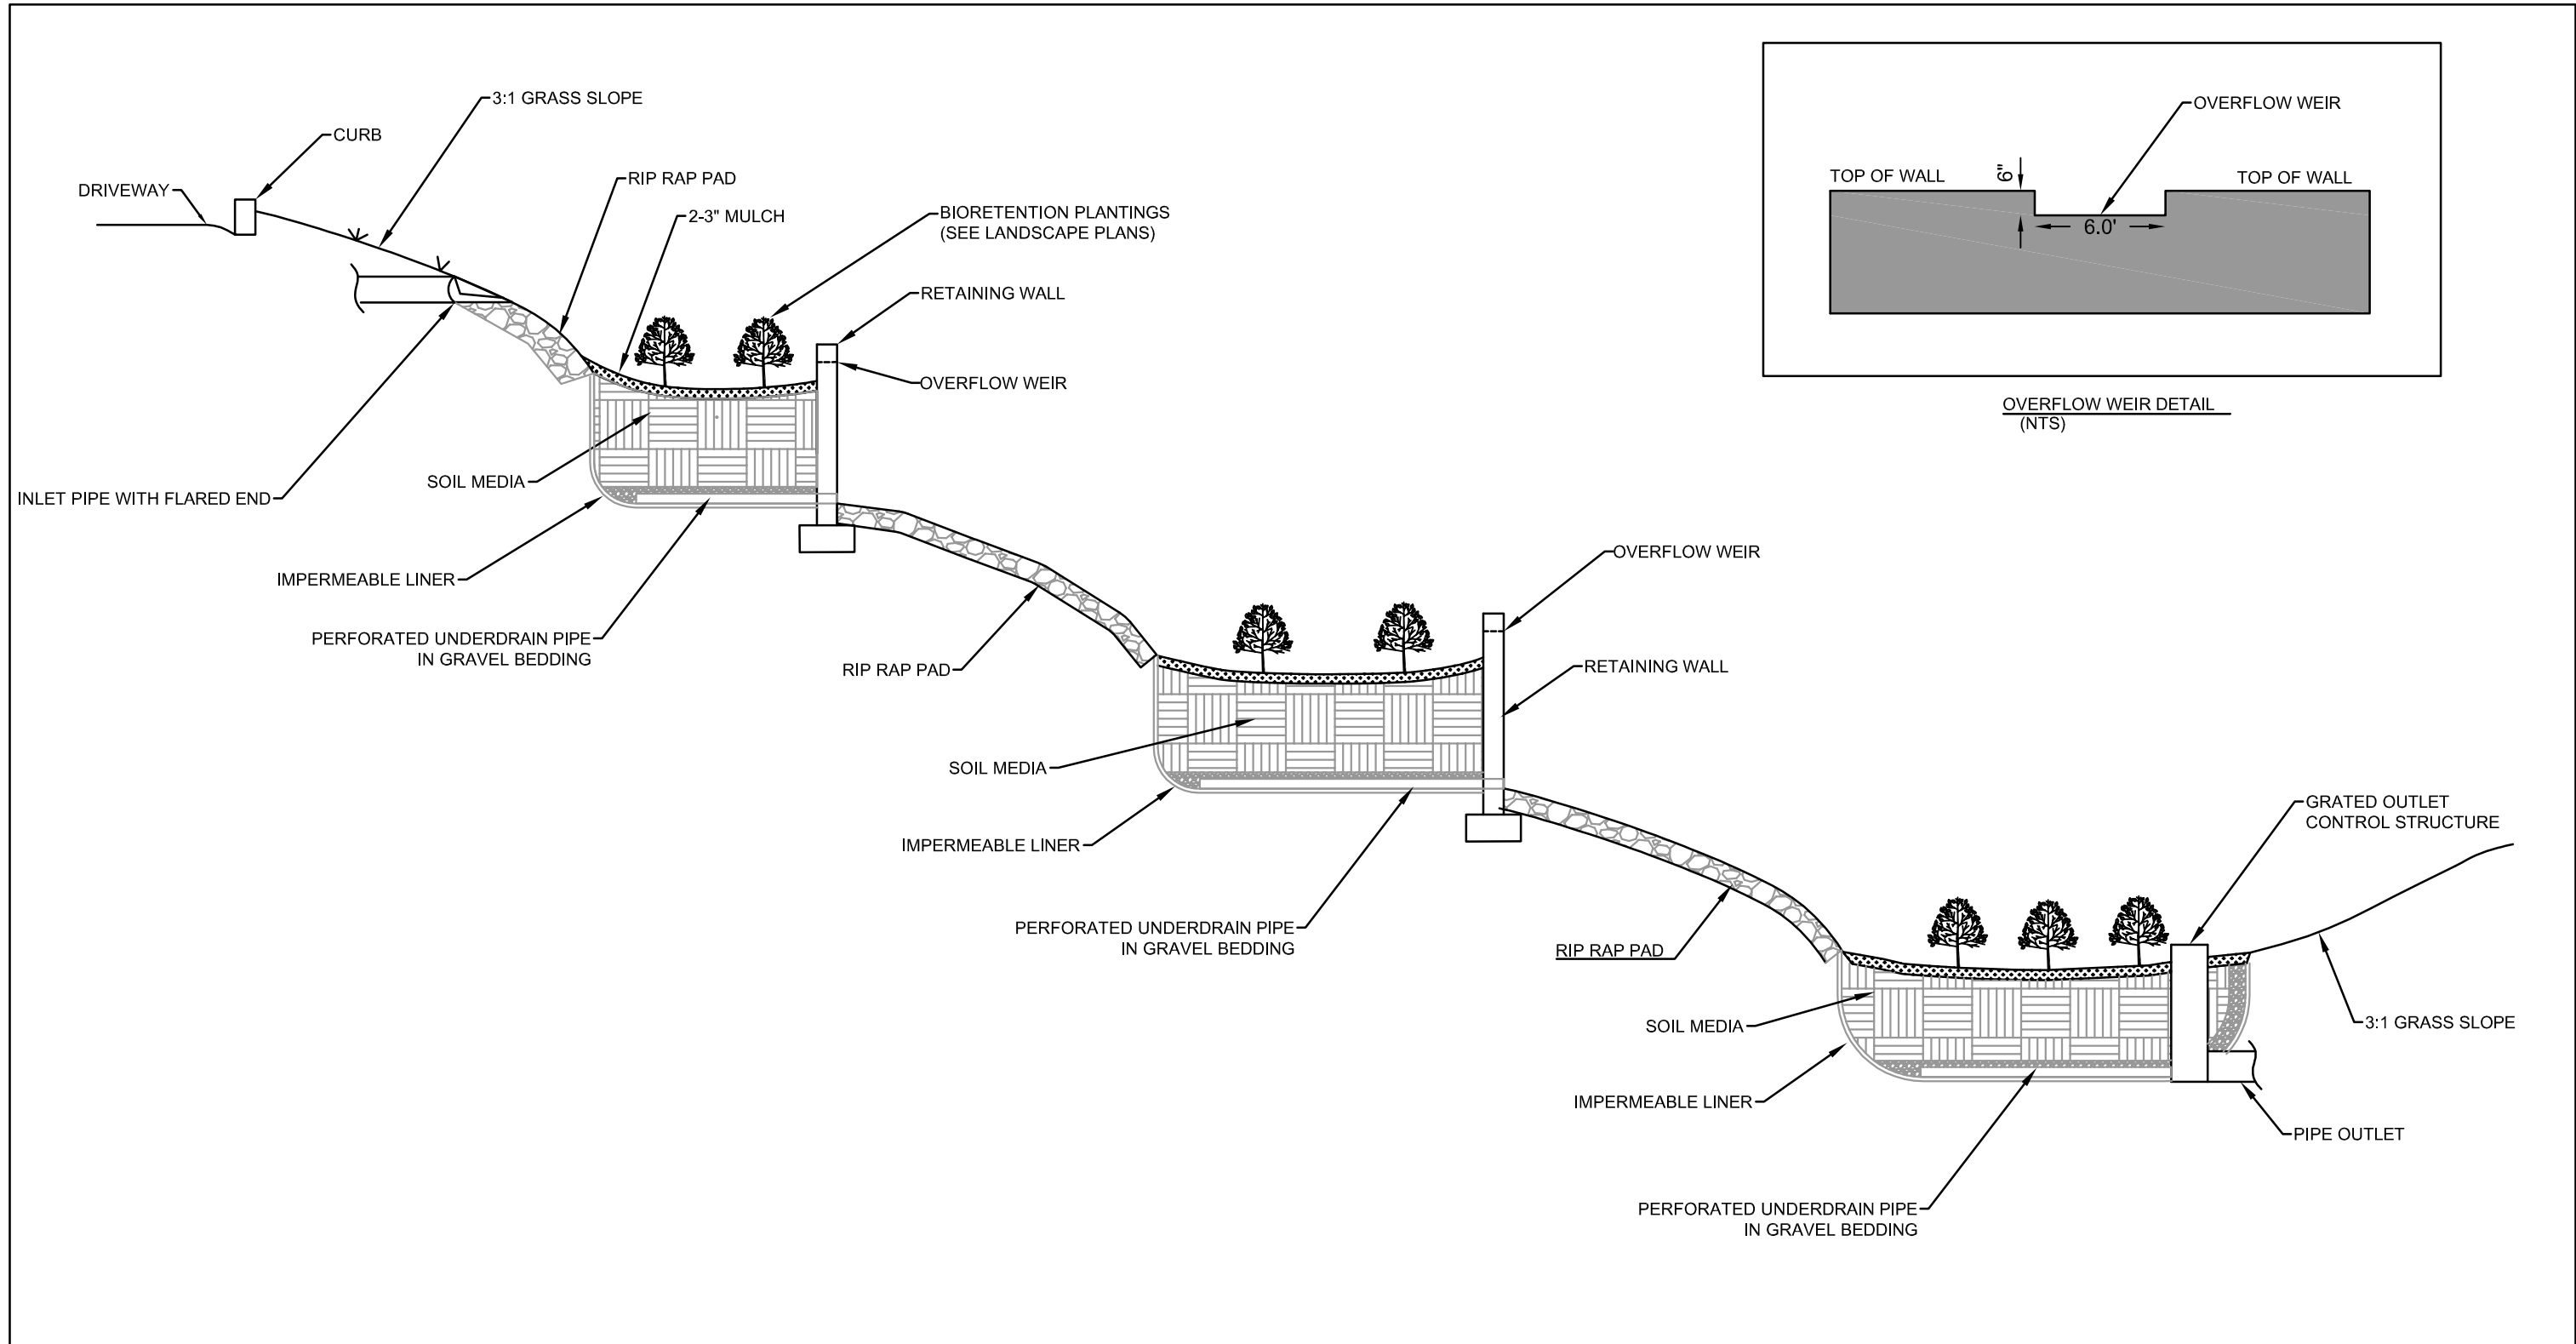 3:1 GRASS SLOPE
CURB
DRIVEWAY
RIP RAP PAD
2-3" MULCH
BIORETENTION PLANTINGS
(SEE LANDSCAPE PLANS)
RETAINING WALL
OVERFLOW WEIR
SOIL MEDIA
INLET PIPE WITH FLARED END
IMPERMEABLE LINER
PERFORATED UNDERDRAIN PIPE
IN GRAVEL BEDDING
OVERFLOW WEIR
TOP OF WALL
6"
TOP OF WALL
6.0'
OVERFLOW WEIR DETAIL
(NTS)
OVERFLOW WEIR
RETAINING WALL
RIP RAP PAD
SOIL MEDIA
IMPERMEABLE LINER
PERFORATED UNDERDRAIN PIPE
IN GRAVEL BEDDING
GRATED OUTLET
CONTROL STRUCTURE
RIP RAP PAD
SOIL MEDIA
3:1 GRASS SLOPE
IMPERMEABLE LINER
PIPE OUTLET
PERFORATED UNDERDRAIN PIPE
IN GRAVEL BEDDING